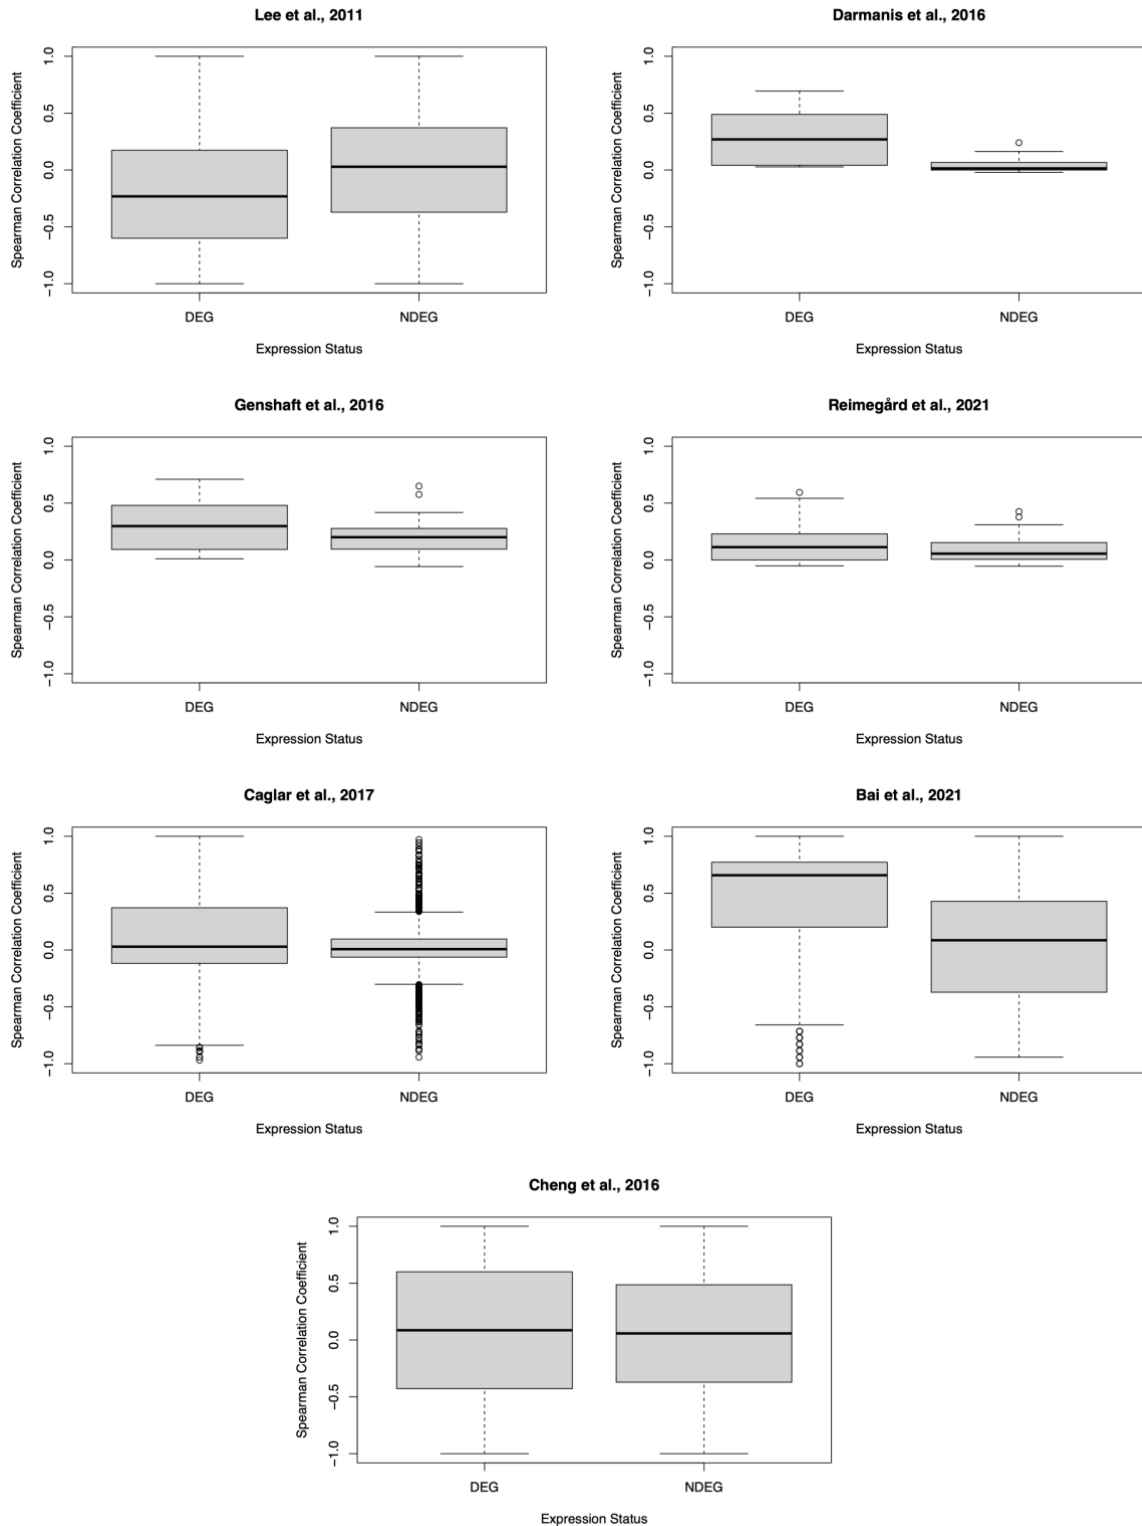 Lee et al., 2011
Spearman Correlation Coefficient
1.0
0.5
0.0
−0.5
−1.0
DEG NDEG
Expression Status
Darmanis et al., 2016
Spearman Correlation Coefficient
1.0
0.5
0.0
−0.5
−1.0
DEG NDEG
Expression Status
Genshaft et al., 2016
Spearman Correlation Coefficient
1.0
0.5
0.0
−0.5
−1.0
DEG NDEG
Expression Status
Reimegård et al., 2021
Spearman Correlation Coefficient
1.0
0.5
0.0
−0.5
−1.0
DEG NDEG
Expression Status
Caglar et al., 2017
Spearman Correlation Coefficient
1.0
0.5
0.0
−0.5
−1.0
DEG NDEG
Expression Status
Bai et al., 2021
Spearman Correlation Coefficient
1.0
0.5
0.0
−0.5
−1.0
DEG NDEG
Expression Status
Cheng et al., 2016
Spearman Correlation Coefficient
1.0
0.5
0.0
−0.5
−1.0
DEG NDEG
Expression Status